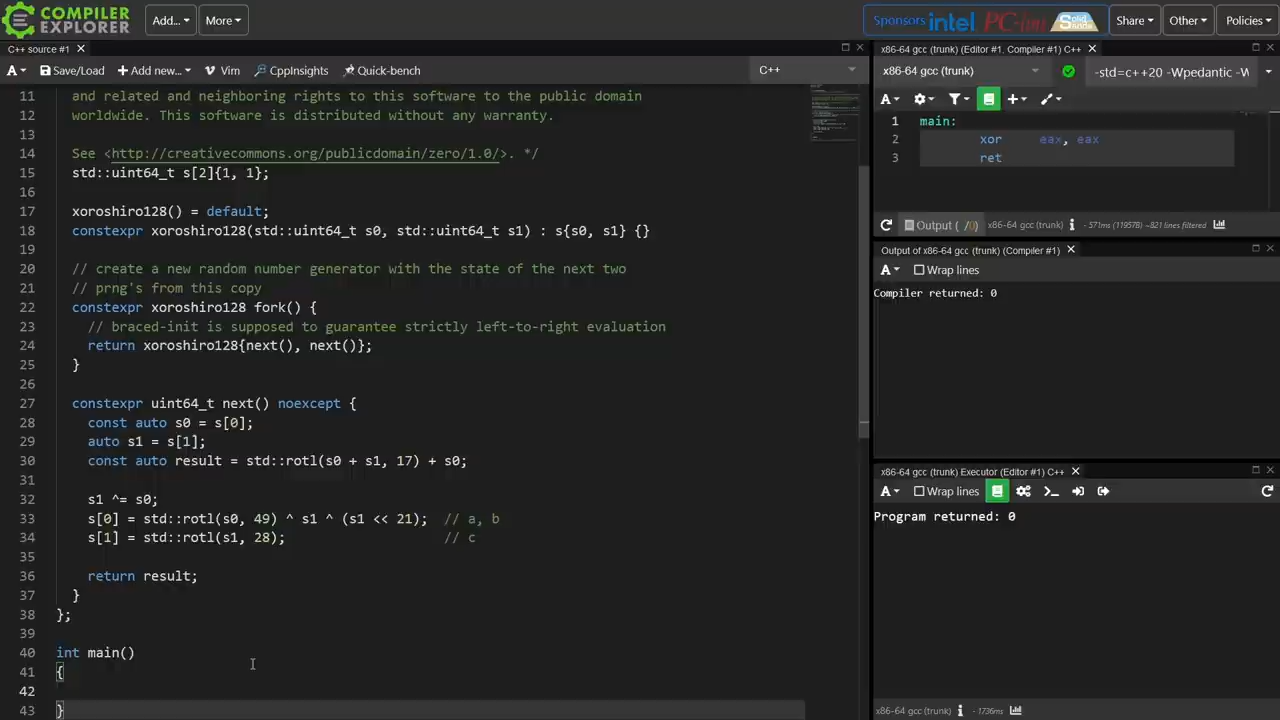 COMPILER EXPLORER
Add...
More
Sponsors intel PC-lint Solid Sands
Share
Other
Policies
C++ source #1
A
Save/Load
Add new...
Vim
CppInsights
Quick-bench
C++
11 and related and neighboring rights to this software to the public domain
12 worldwide. This software is distributed without any warranty.
13
14 See <http://creativecommons.org/publicdomain/zero/1.0/>. */
15 std::uint64_t s[2]{1, 1};
16
17 xoroshiro128() = default;
18 constexpr xoroshiro128(std::uint64_t s0, std::uint64_t s1) : s{s0, s1} {}
19
20 // create a new random number generator with the state of the next two
21 // prng's from this copy
22 constexpr xoroshiro128 fork() {
23 // braced-init is supposed to guarantee strictly left-to-right evaluation
24 return xoroshiro128{next(), next()};
25 }
26
27 constexpr uint64_t next() noexcept {
28 const auto s0 = s[0];
29 auto s1 = s[1];
30 const auto result = std::rotl(s0 + s1, 17) + s0;
31
32 s1 ^= s0;
33 s[0] = std::rotl(s0, 49) ^ s1 ^ (s1 << 21); // a, b
34 s[1] = std::rotl(s1, 28); // c
35
36 return result;
37 }
38 };
39
40 int main()
41 {
42
43 }
x86-64 gcc (trunk) (Editor #1, Compiler #1) C++
x86-64 gcc (trunk)
-std=c++20 -Wpedantic -W
A
1 main:
2 xor eax, eax
3 ret
Output ( /0) x86-64 gcc (trunk) i - 571ms (11957B) ~821 lines filtered
Output of x86-64 gcc (trunk) (Compiler #1)
A Wrap lines
Compiler returned: 0
x86-64 gcc (trunk) Executor (Editor #1) C++
A Wrap lines
Program returned: 0
x86-64 gcc (trunk) i - 1736ms